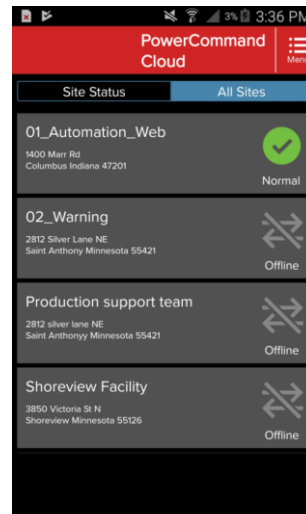 3% 3:36 PM
PowerCommand
Cloud
Menu
Site Status
All Sites
01_Automation_Web
1400 Marr Rd
Columbus Indiana 47201
Normal
02_Warning
2812 Silver Lane NE
Saint Anthony Minnesota 55421
Offline
Production support team
2812 silver lane NE
Saint Anthonyy Minnesota 55421
Offline
Shoreview Facility
3850 Victoria St N
Shoreview Minnesota 55126
Offline